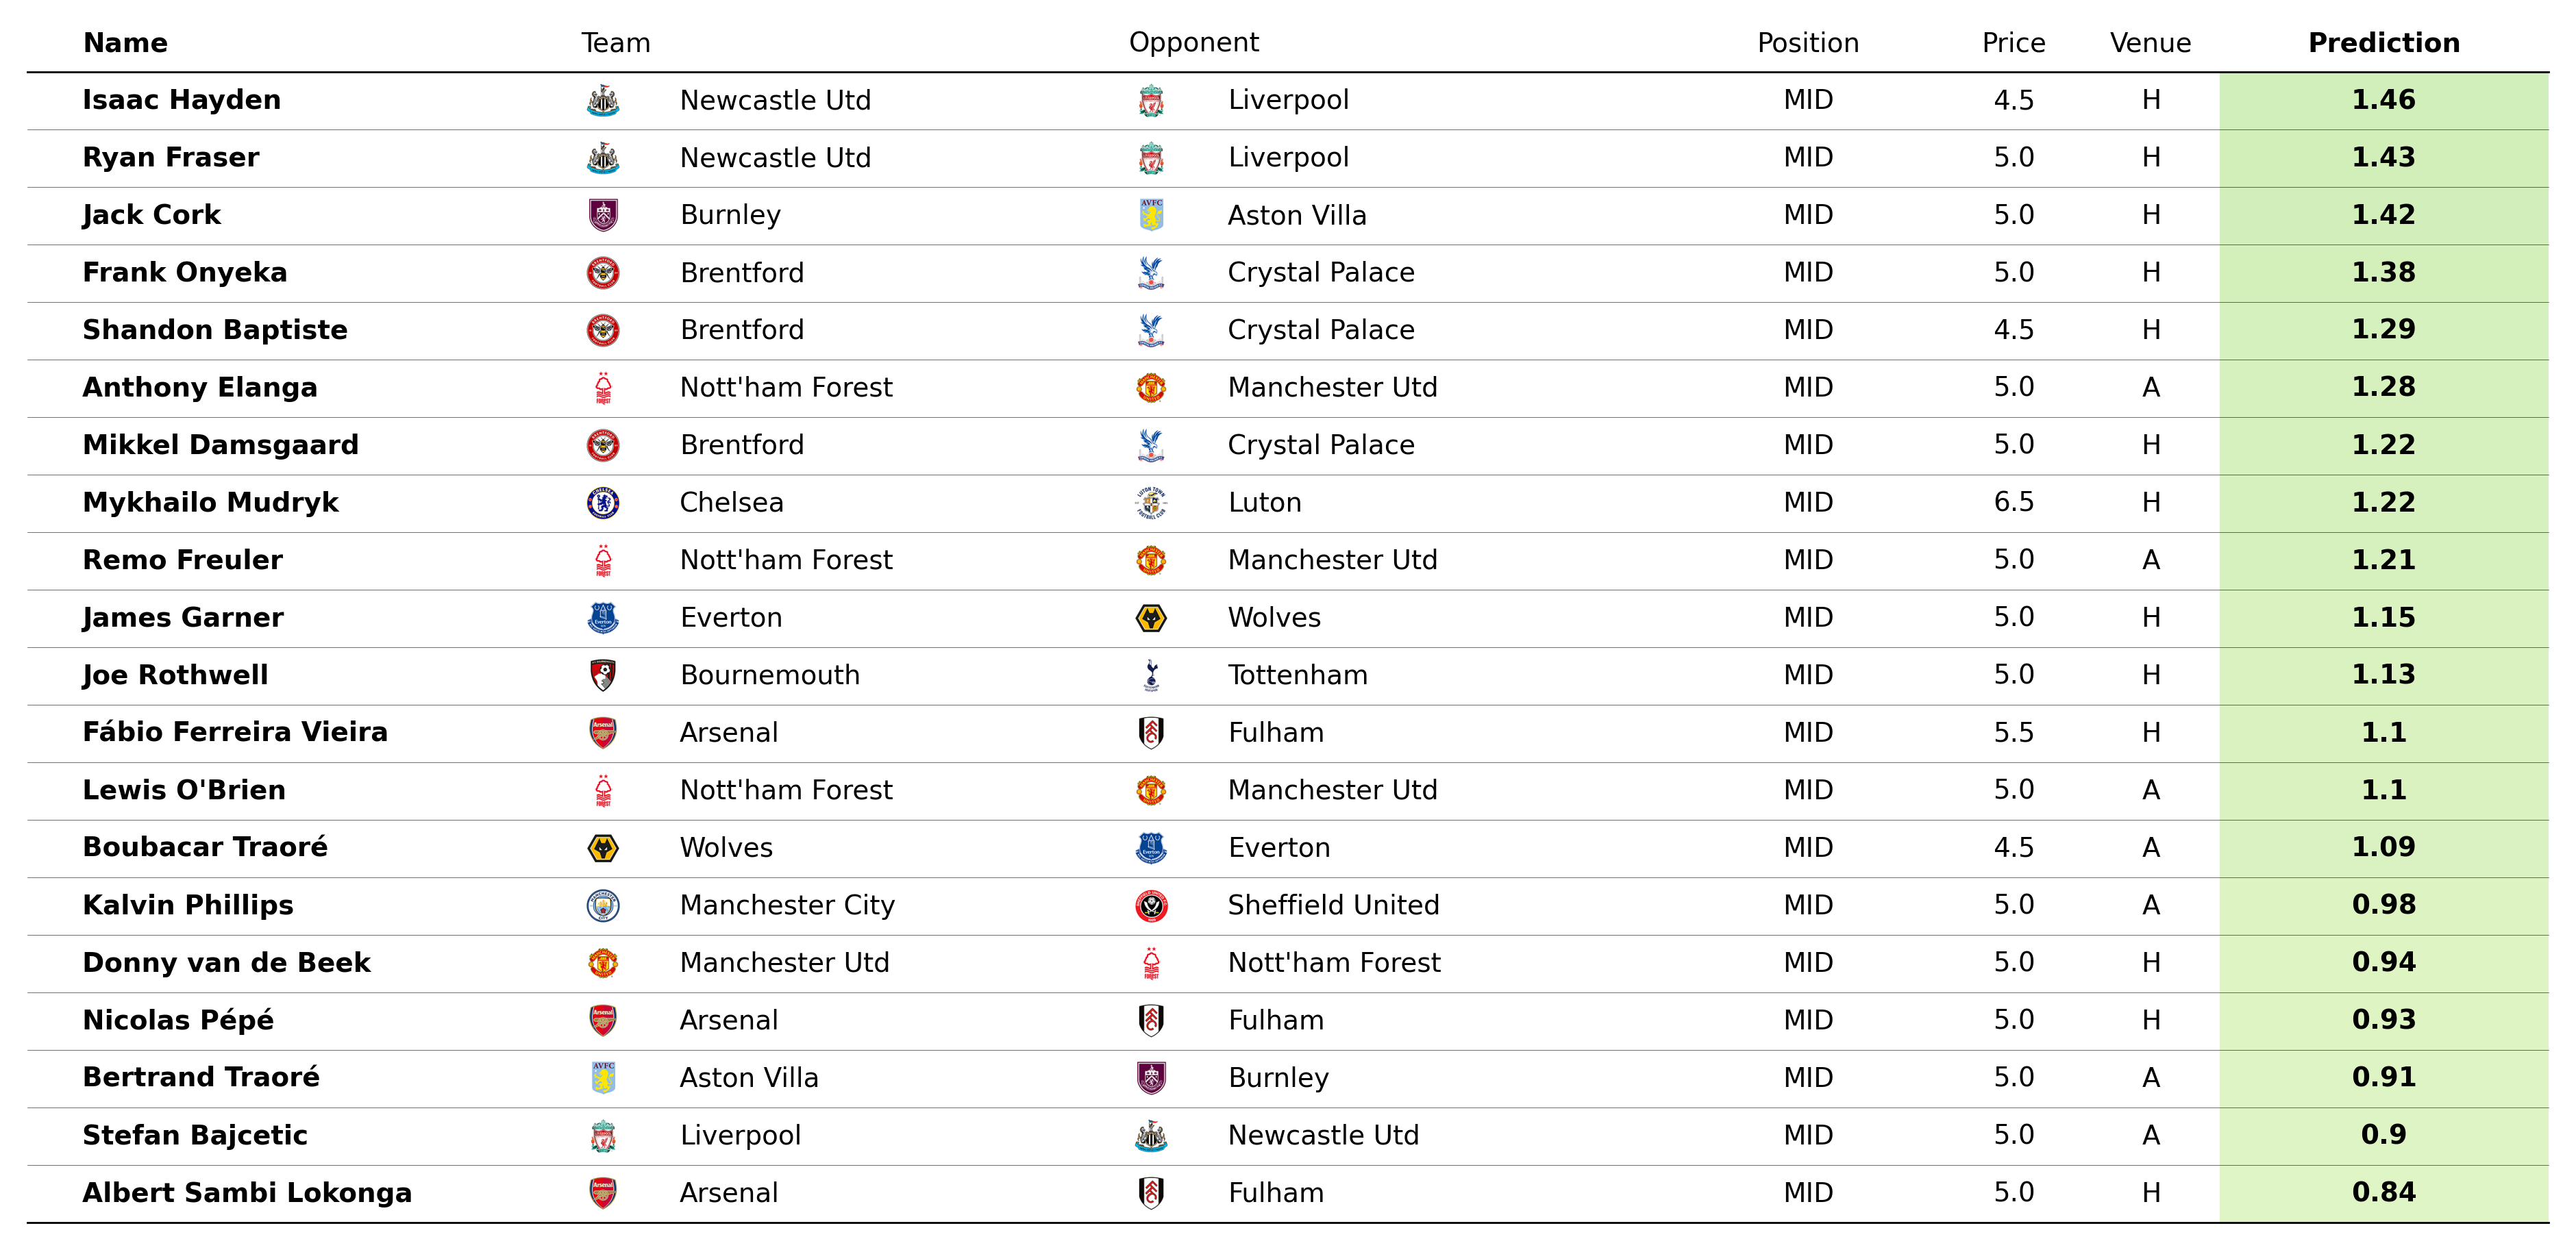 Name Team Opponent Position Price Venue Prediction
Isaac Hayden Newcastle Utd Liverpool MID 4.5 H 1.46
Ryan Fraser Newcastle Utd Liverpool MID 5.0 H 1.43
Jack Cork Burnley Aston Villa MID 5.0 H 1.42
Frank Onyeka Brentford Crystal Palace MID 5.0 H 1.38
Shandon Baptiste Brentford Crystal Palace MID 4.5 H 1.29
Anthony Elanga Nott'ham Forest Manchester Utd MID 5.0 A 1.28
Mikkel Damsgaard Brentford Crystal Palace MID 5.0 H 1.22
Mykhailo Mudryk Chelsea Luton MID 6.5 H 1.22
Remo Freuler Nott'ham Forest Manchester Utd MID 5.0 A 1.21
James Garner Everton Wolves MID 5.0 H 1.15
Joe Rothwell Bournemouth Tottenham MID 5.0 H 1.13
Fábio Ferreira Vieira Arsenal Fulham MID 5.5 H 1.1
Lewis O'Brien Nott'ham Forest Manchester Utd MID 5.0 A 1.1
Boubacar Traoré Wolves Everton MID 4.5 A 1.09
Kalvin Phillips Manchester City Sheffield United MID 5.0 A 0.98
Donny van de Beek Manchester Utd Nott'ham Forest MID 5.0 H 0.94
Nicolas Pépé Arsenal Fulham MID 5.0 H 0.93
Bertrand Traoré Aston Villa Burnley MID 5.0 A 0.91
Stefan Bajcetic Liverpool Newcastle Utd MID 5.0 A 0.9
Albert Sambi Lokonga Arsenal Fulham MID 5.0 H 0.84